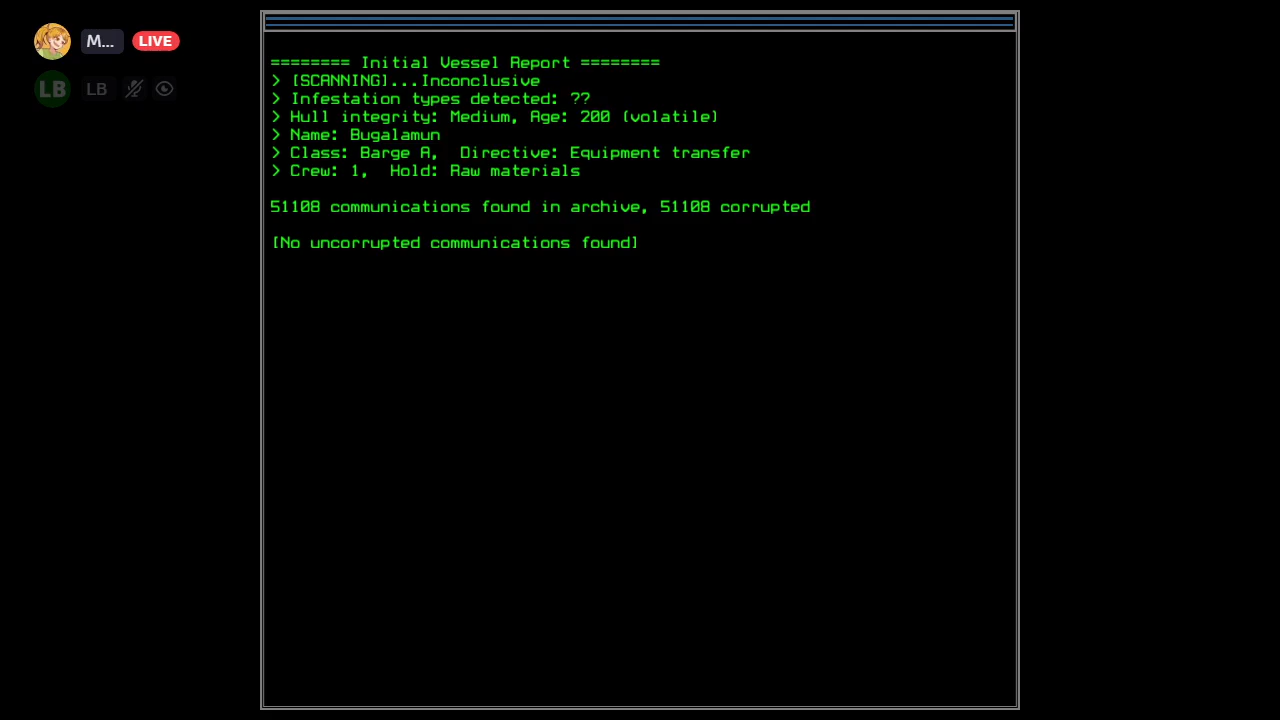 M...
LIVE
LB
LB
======== Initial Vessel Report ========
> [SCANNING]...Inconclusive
> Infestation types detected: ??
> Hull integrity: Medium, Age: 200 (volatile)
> Name: Bugalamun
> Class: Barge A,  Directive: Equipment transfer
> Crew: 1,  Hold: Raw materials
51108 communications found in archive, 51108 corrupted
[No uncorrupted communications found]